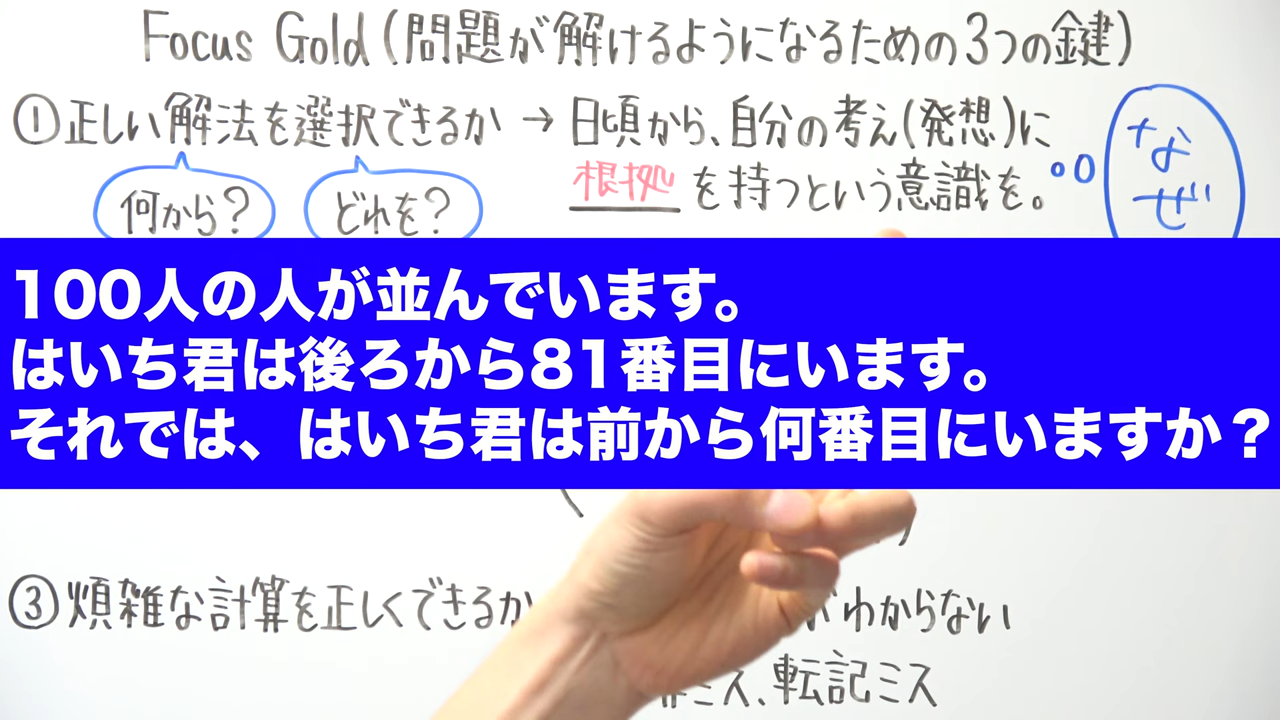 Focus Gold(問題が解けるようになるための3つの鍵)
①正しい解法を選択できるか → 日頃から、自分の考え(発想)に
根拠を持つという意識を。
なぜ
何から？
どれを？
100人の人が並んでいます。
はいち君は後ろから81番目にいます。
それでは、はいち君は前から何番目にいますか？
③煩雑な計算を正しくできるか
がわからない
ミス、転記ミス